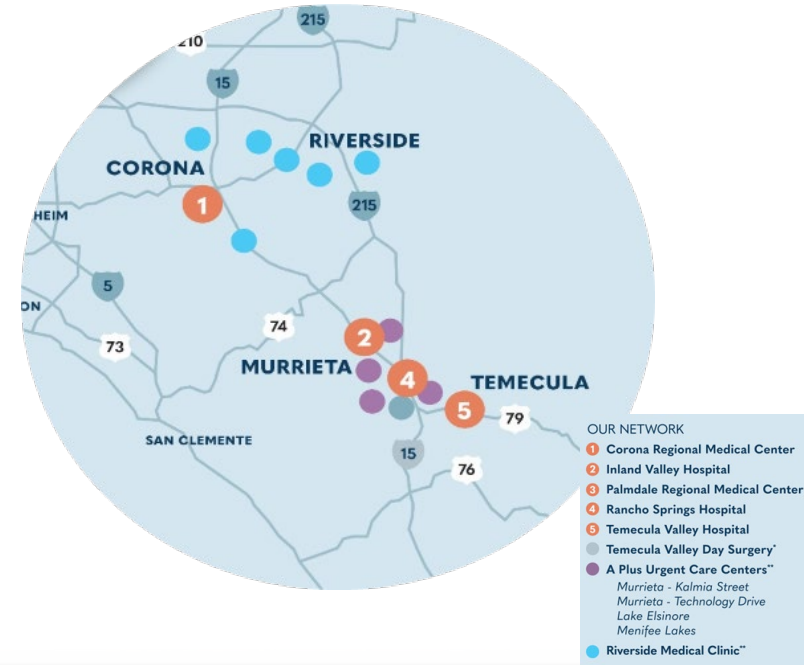 215
210
15
RIVERSIDE
CORONA
1
215
HEIM
5
ON
74
73
2
MURRIETA
4
TEMECULA
5
79
SAN CLEMENTE
15
76
OUR NETWORK
1 Corona Regional Medical Center
2 Inland Valley Hospital
3 Palmdale Regional Medical Center
4 Rancho Springs Hospital
5 Temecula Valley Hospital
Temecula Valley Day Surgery*
A Plus Urgent Care Centers**
Murrieta - Kalmia Street
Murrieta - Technology Drive
Lake Elsinore
Menifee Lakes
Riverside Medical Clinic**